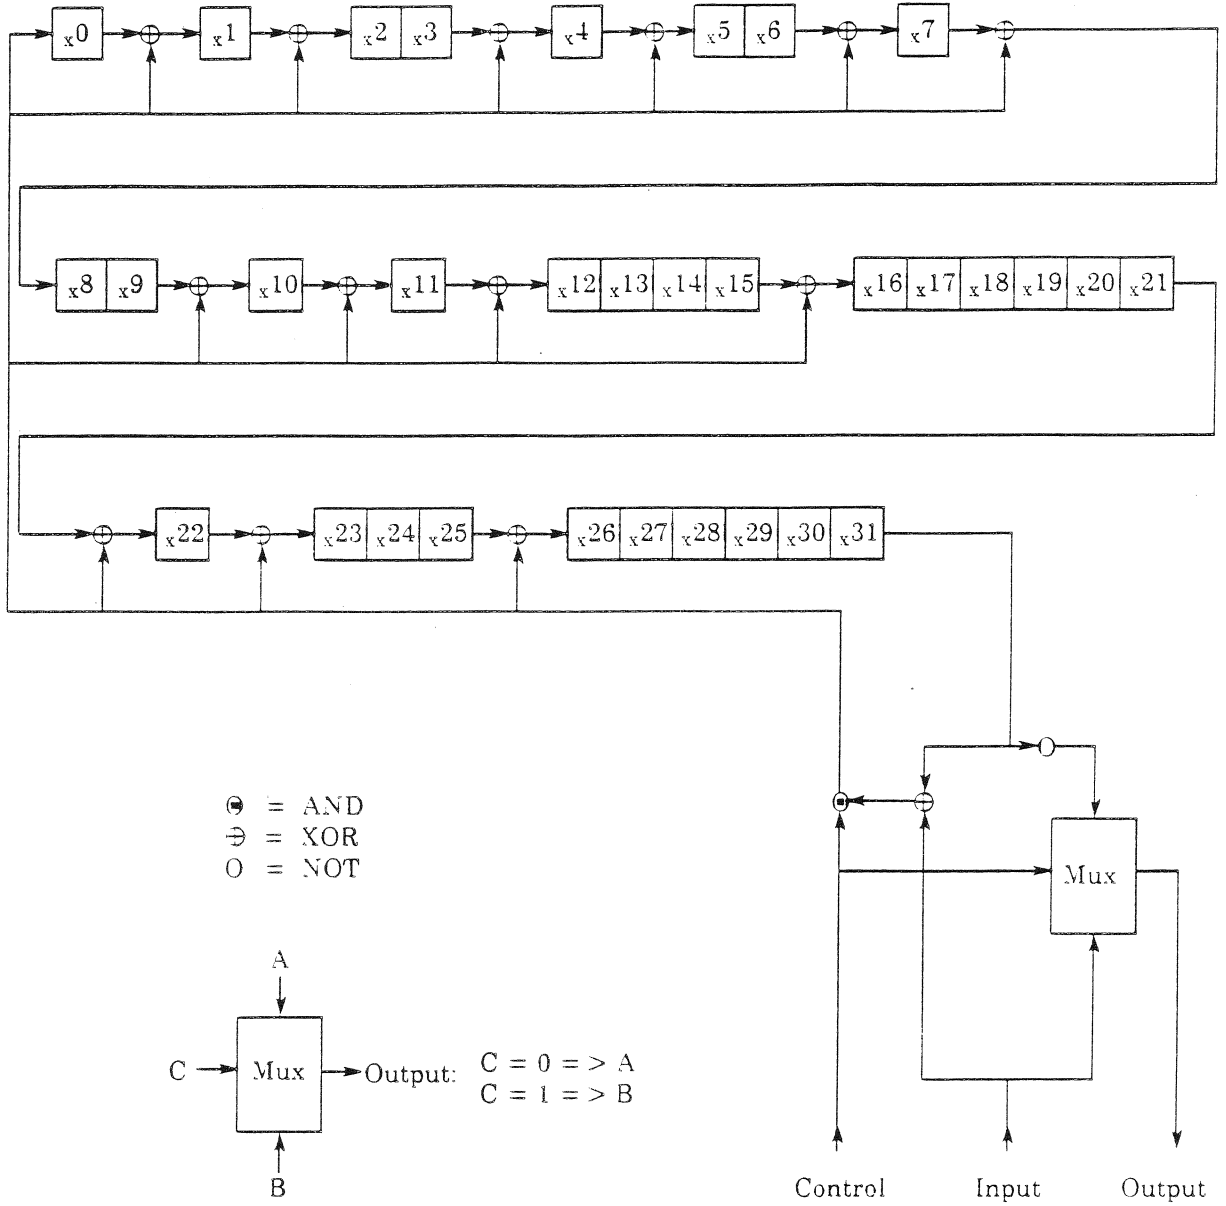 x0 x1 x2 x3 x4 x5 x6 x7
x8 x9 x10 x11 x12 x13 x14 x15 x16 x17 x18 x19 x20 x21
x22 x23 x24 x25 x26 x27 x28 x29 x30 x31
= AND
= XOR
O = NOT
Mux
A
C
Mux
Output:
C = 0 = > A
C = 1 = > B
B
Control
Input
Output